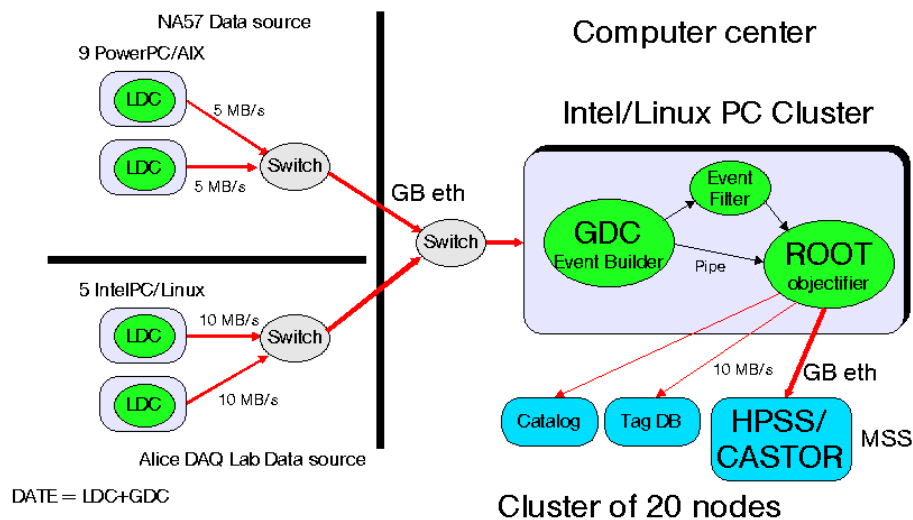 NA57 Data source
9 PowerPC/AIX
LDC
5 MB/s
LDC
5 MB/s
Switch
GB eth
5 IntelPC/Linux
LDC
10 MB/s
LDC
10 MB/s
Switch
Alice DAQ Lab Data source
DATE = LDC+GDC
Switch
Computer center
Intel/Linux PC Cluster
GDC
Event Builder
Event
Filter
Pipe
ROOT
objectifier
10 MB/s
GB eth
Catalog
Tag DB
HPSS/
CASTOR
MSS
Cluster of 20 nodes